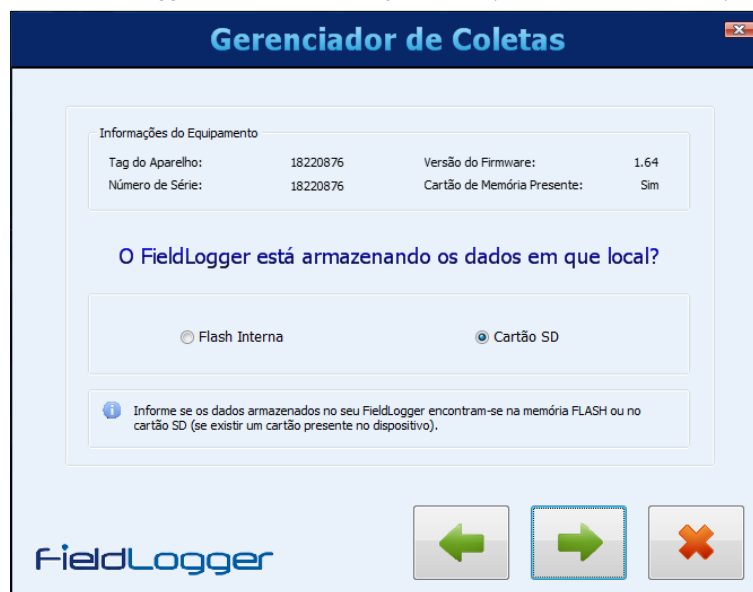 Gerenciador de Coletas
Informações do Equipamento
Tag do Aparelho: 18220876 Versão do Firmware: 1.64
Número de Série: 18220876 Cartão de Memória Presente: Sim
O FieldLogger está armazenando os dados em que local?
Flash Interna Cartão SD
Informe se os dados armazenados no seu FieldLogger encontram-se na memória FLASH ou no
cartão SD (se existir um cartão presente no dispositivo).
FieldLogger